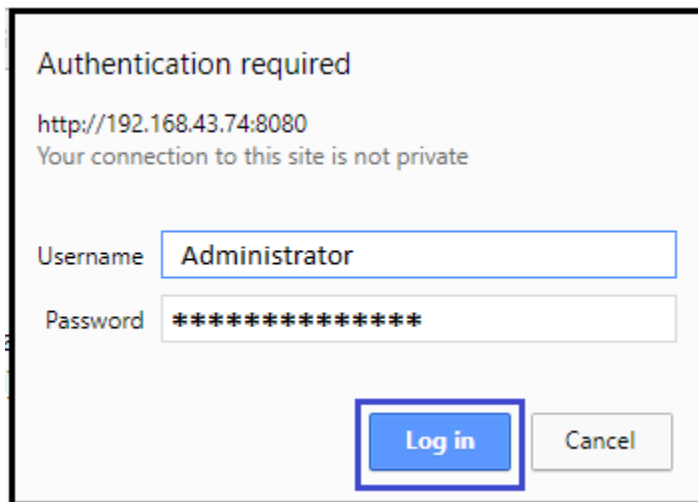 Authentication required
http://192.168.43.74:8080
Your connection to this site is not private
Username Administrator
Password **************
Log in Cancel